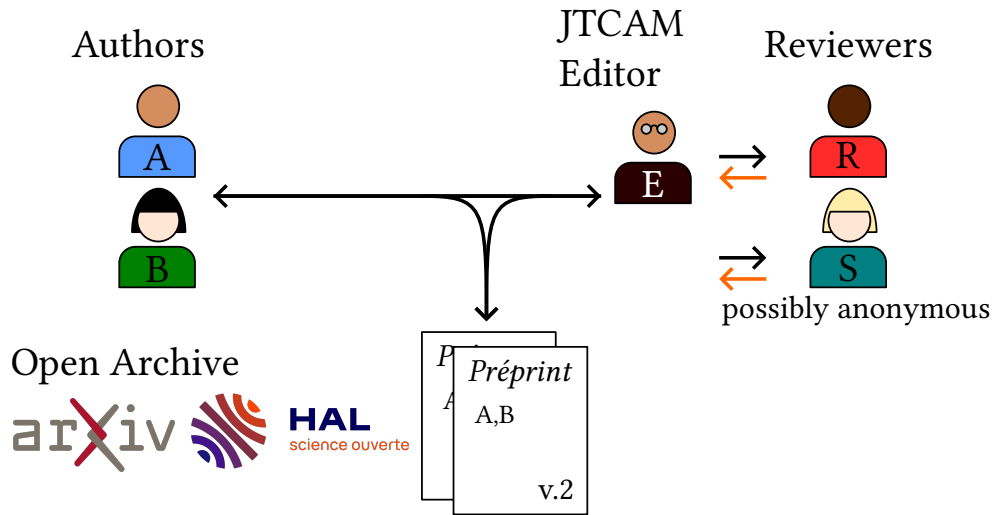 Authors
JTCAM
Editor
Reviewers
A
E
R
B
S
possibly anonymous
Open Archive
arXiv
HAL
science ouverte
Préprint
A,B
v.2